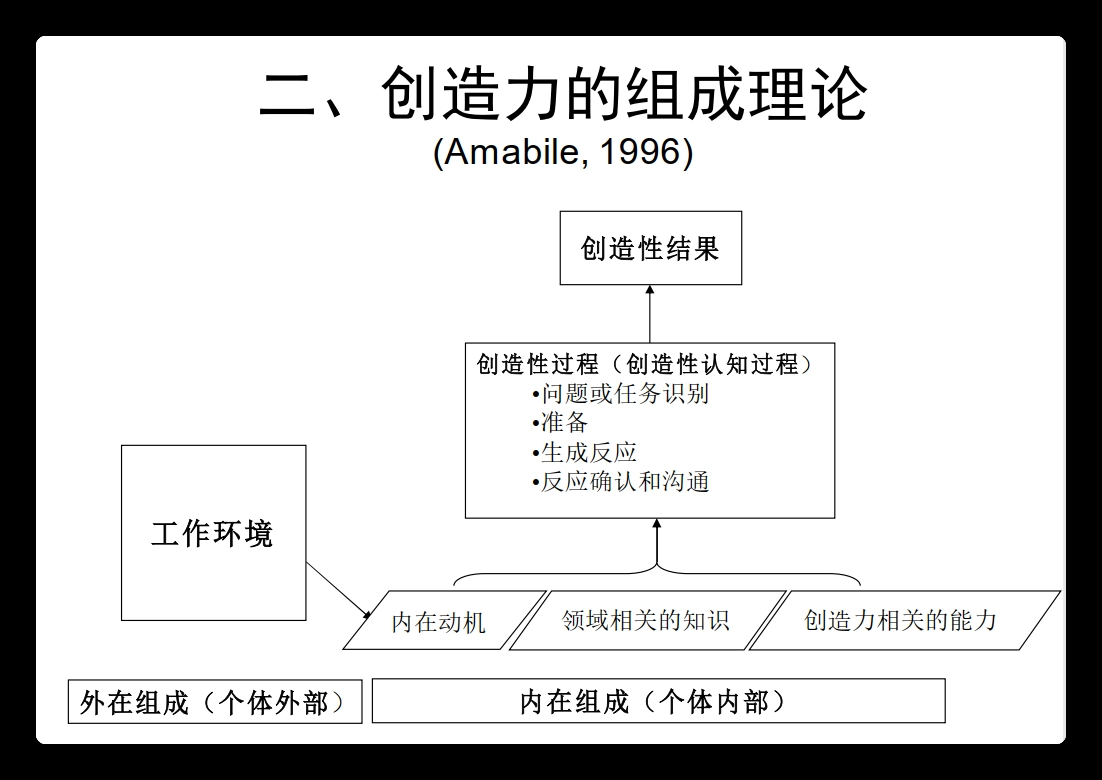 二、创造力的组成理论
(Amabile, 1996)
创造性结果
创造性过程（创造性认知过程）
•问题或任务识别
•准备
•生成反应
•反应确认和沟通
工作环境
内在动机
领域相关的知识
创造力相关的能力
外在组成（个体外部）
内在组成（个体内部）